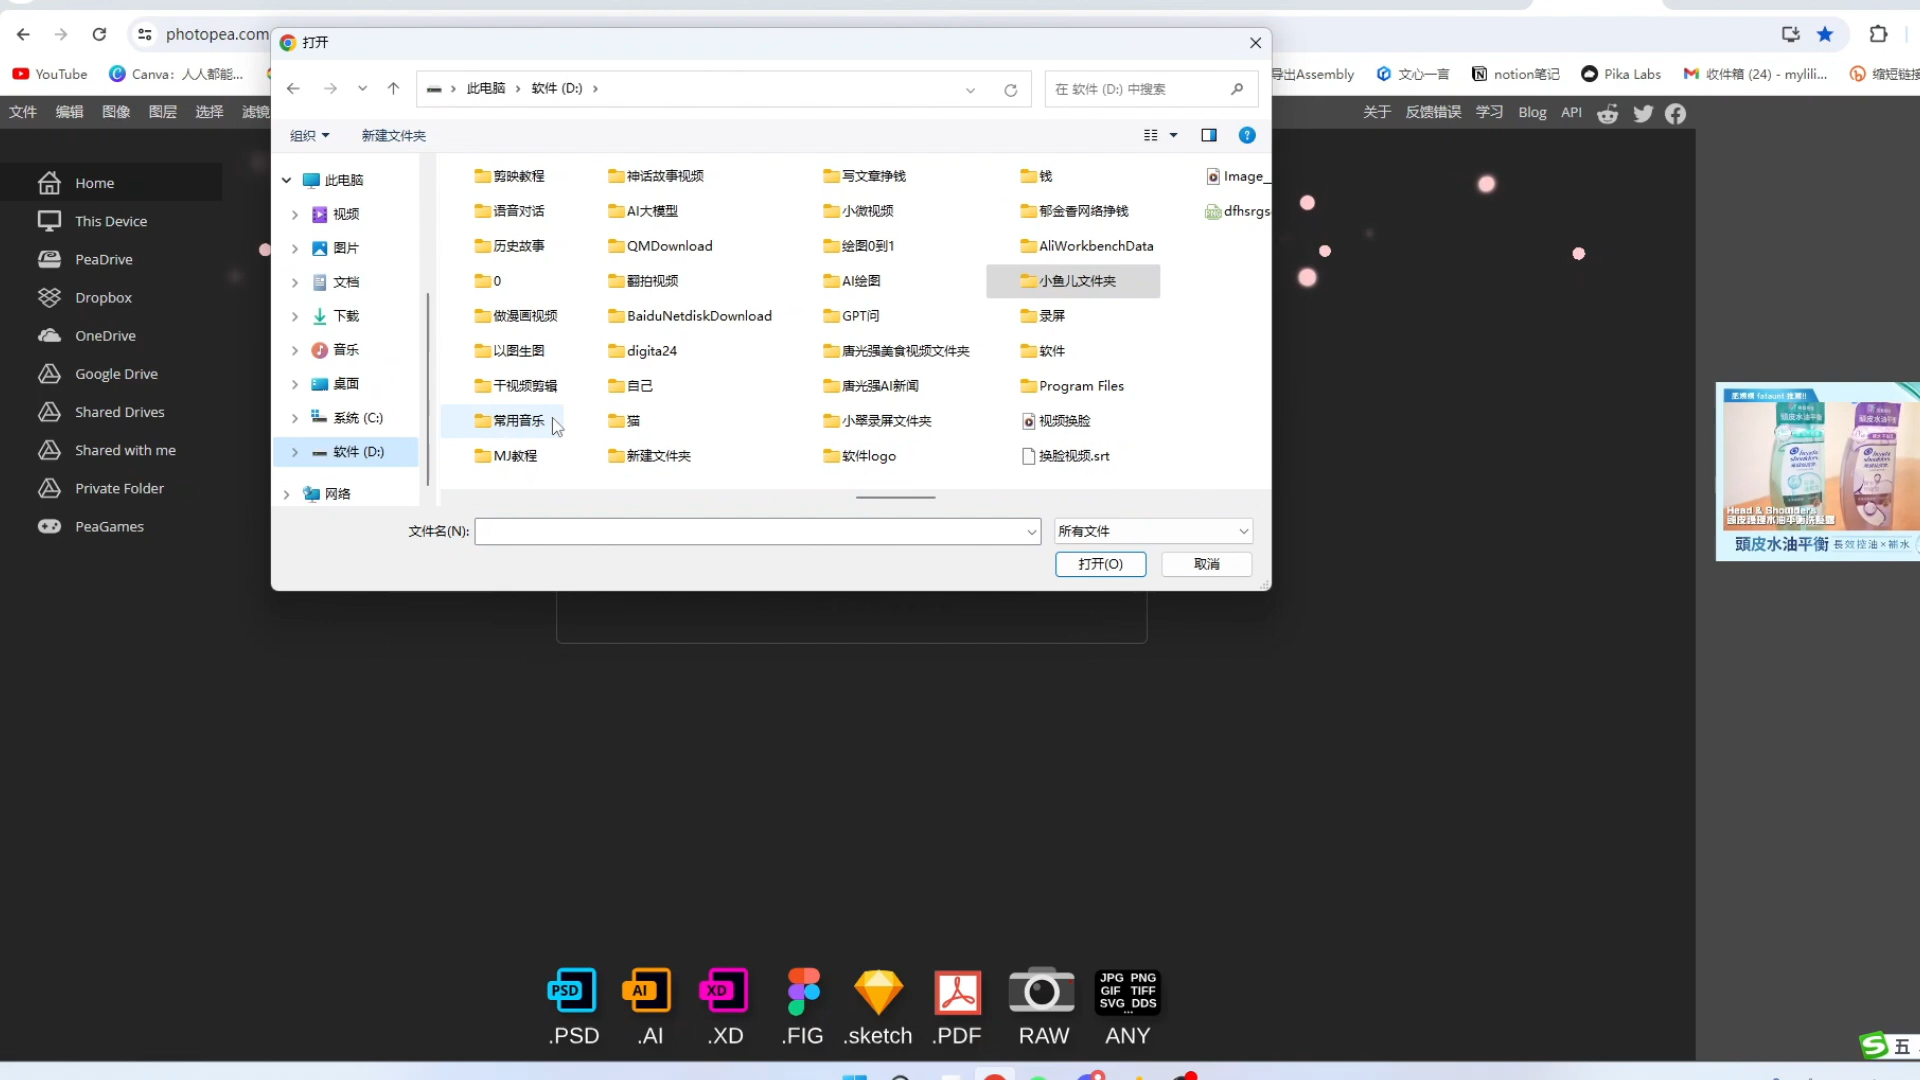 photopea.com
打开
YouTube
Canva：人人都能...
导出Assembly
文心一言
notion笔记
Pika Labs
收件箱 (24) - mylili...
缩短链接
此电脑 › 软件 (D:) ›
在 软件 (D:) 中搜索
文件 编辑 图像 图层 选择 滤镜
关于 反馈错误 学习 Blog API
组织
新建文件夹
Home
This Device
PeaDrive
Dropbox
OneDrive
Google Drive
Shared Drives
Shared with me
Private Folder
PeaGames
此电脑
视频
图片
文档
下载
音乐
桌面
系统 (C:)
软件 (D:)
网络
剪映教程
语音对话
历史故事
0
做漫画视频
以图生图
干视频剪辑
常用音乐
MJ教程
神话故事视频
AI大模型
QMDownload
翻拍视频
BaiduNetdiskDownload
digita24
自己
猫
新建文件夹
写文章挣钱
小微视频
绘图0到1
AI绘图
GPT问
唐光强美食视频文件夹
唐光强AI新闻
小翠录屏文件夹
软件logo
钱
郁金香网络挣钱
AliWorkbenchData
小鱼儿文件夹
录屏
软件
Program Files
视频换脸
换脸视频.srt
Image_
dfhsrgs
文件名(N):
所有文件
打开(O)
取消
Head & Shoulders
頭皮水油平衡 長效控油×補水
PSD
AI
XD
JPG PNG
GIF TIFF
SVG DDS
...
.PSD
.AI
.XD
.FIG
.sketch
.PDF
RAW
ANY
五